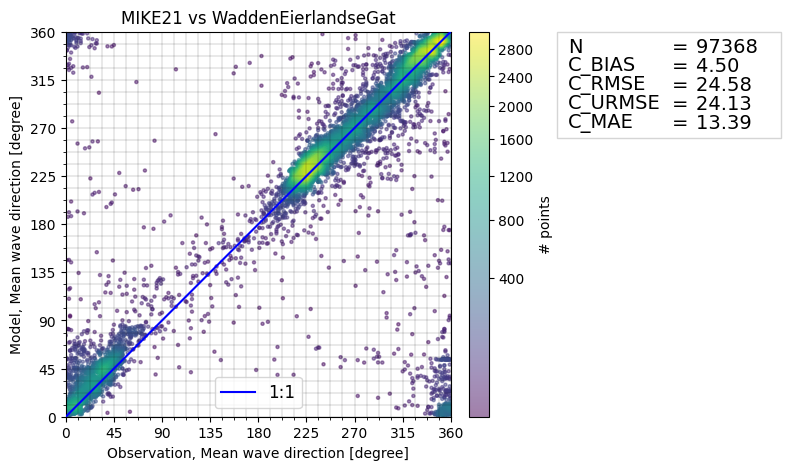 MIKE21 vs WaddenEierlandseGat
360
315
270
225
180
135
90
45
0
Model, Mean wave direction [degree]
0 45 90 135 180 225 270 315 360
Observation, Mean wave direction [degree]
1:1
2800
2400
2000
1600
1200
800
400
# points
N = 97368
C_BIAS = 4.50
C_RMSE = 24.58
C_URMSE = 24.13
C_MAE = 13.39